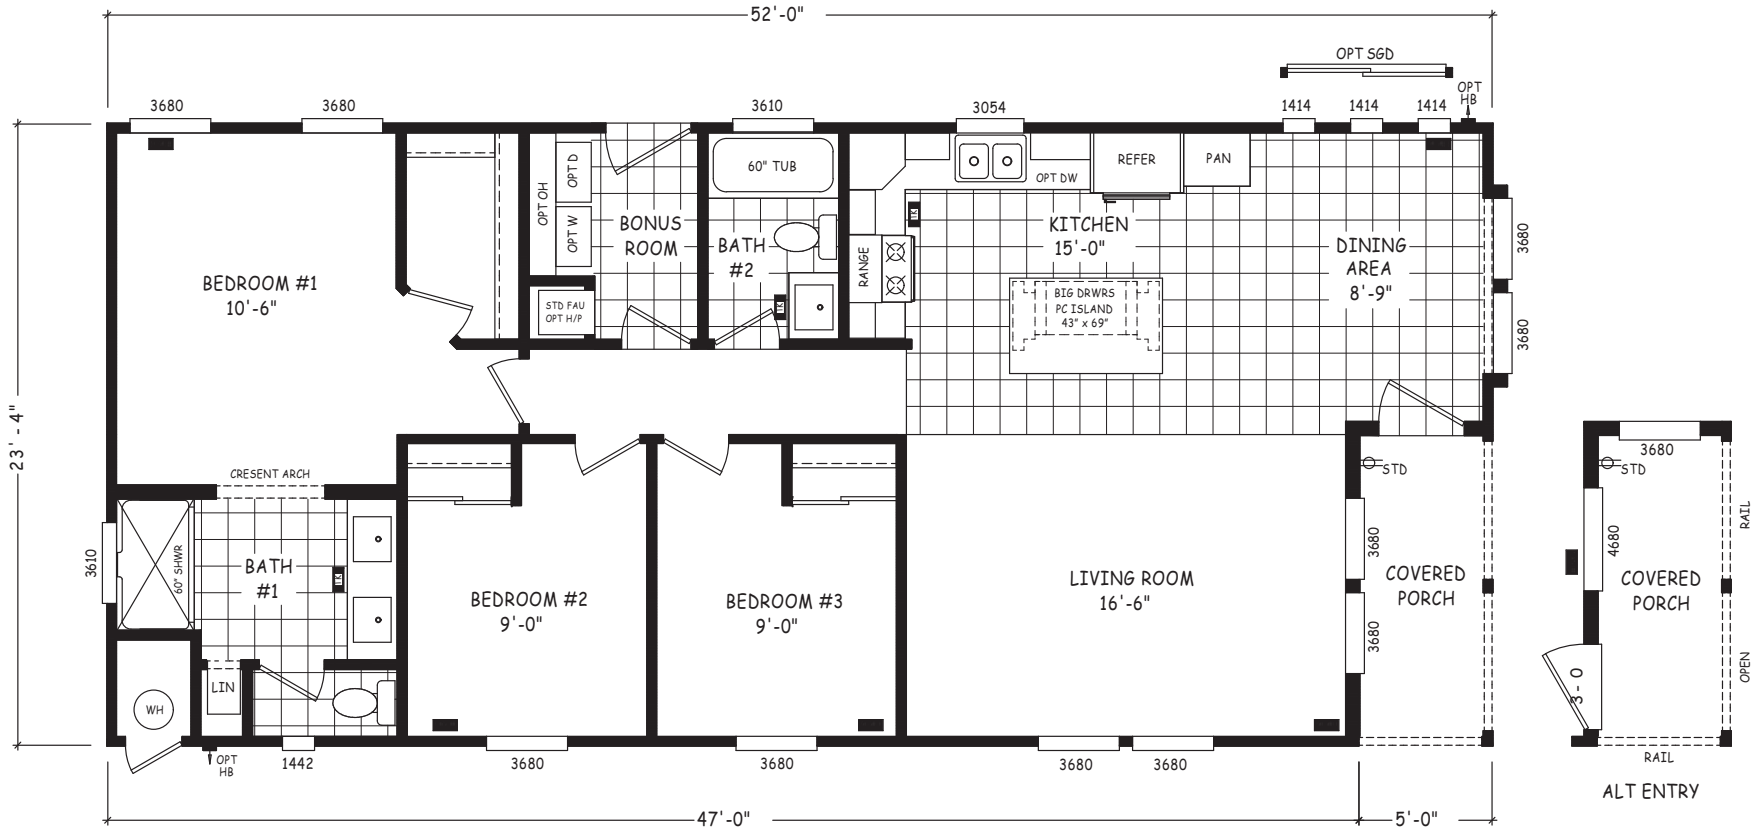 52'-0"
OPT SGD
3680
3680
3610
3054
1414
1414
1414
OPT
HB
60" TUB
OPT DW
REFER
PAN
OPT OH
OPT D
OPT W
BONUS
ROOM
BATH
#2
TK
TK
RANGE
KITCHEN
15'-0"
DINING
AREA
8'-9"
3680
3680
BEDROOM #1
10'-6"
STD FAU
OPT H/P
BIG DRWRS
PC ISLAND
43" x 69"
23'-4"
CRESENT ARCH
STD
3680
STD
RAIL
3610
60" SHWR
BATH
#1
TK
BEDROOM #2
9'-0"
BEDROOM #3
9'-0"
LIVING ROOM
16'-6"
3680
3680
COVERED
PORCH
4680
COVERED
PORCH
OPEN
3-0
LIN
WH
OPT
HB
1442
3680
3680
3680
3680
RAIL
ALT ENTRY
47'-0"
5'-0"